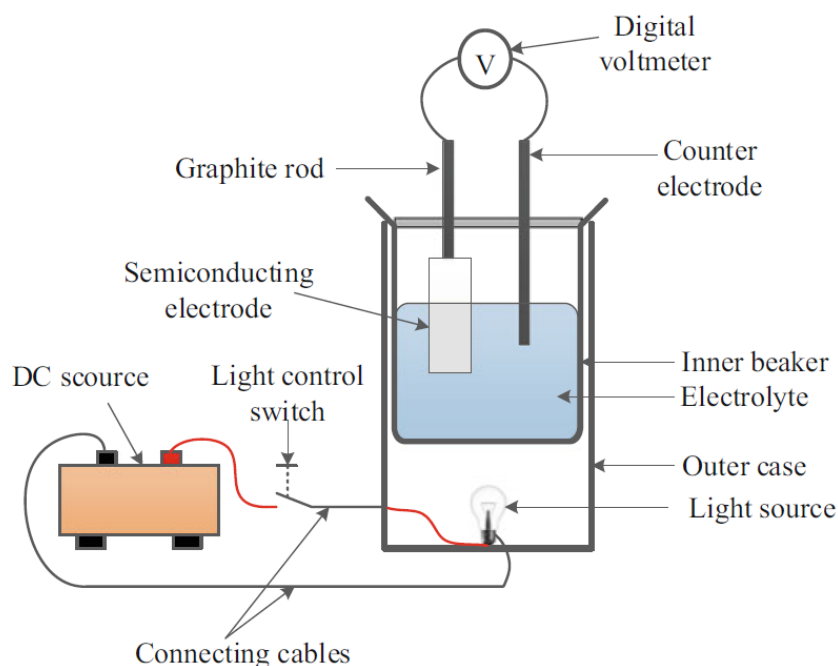 Digital
voltmeter
V
Graphite rod
Counter
electrode
Semiconducting
electrode
DC scource
Light control
switch
Inner beaker
Electrolyte
Outer case
Light source
Connecting cables